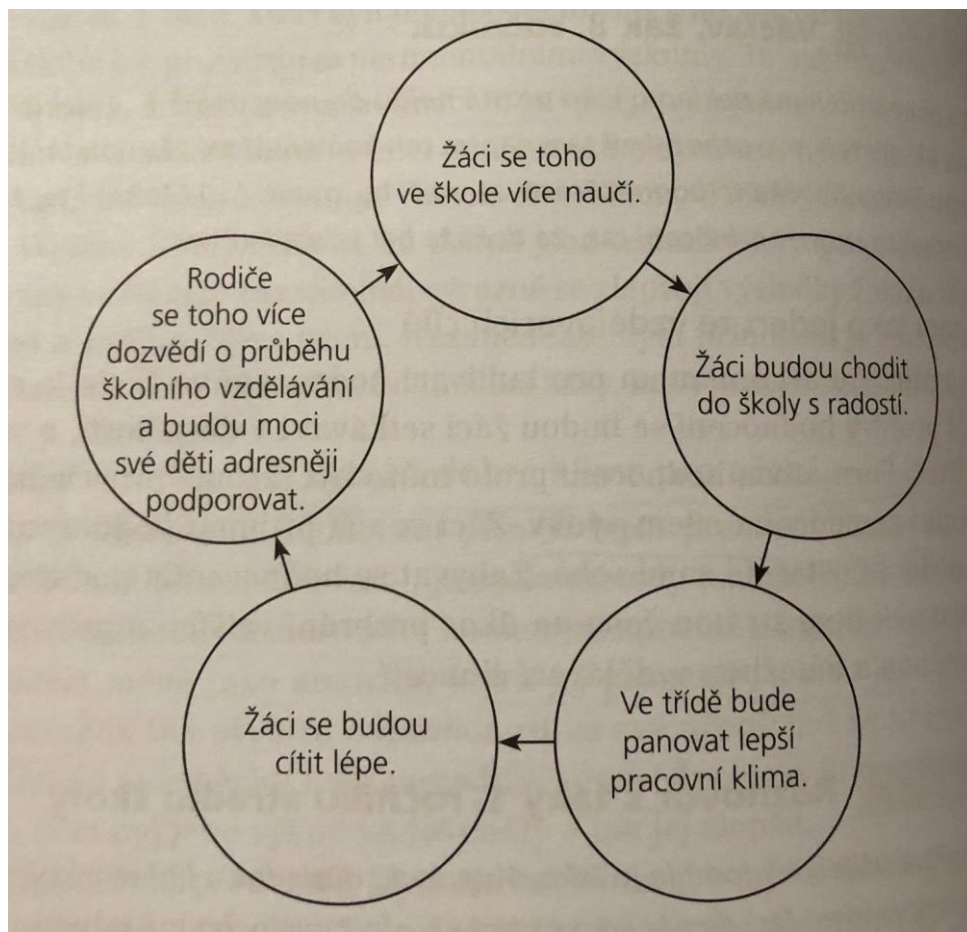 Žáci se toho
ve škole více naučí.
Žáci budou chodit
do školy s radostí.
Ve třídě bude
panovat lepší
pracovní klima.
Žáci se budou
cítit lépe.
Rodiče
se toho více
dozvědí o průběhu
školního vzdělávání
a budou moci
své děti adresněji
podporovat.